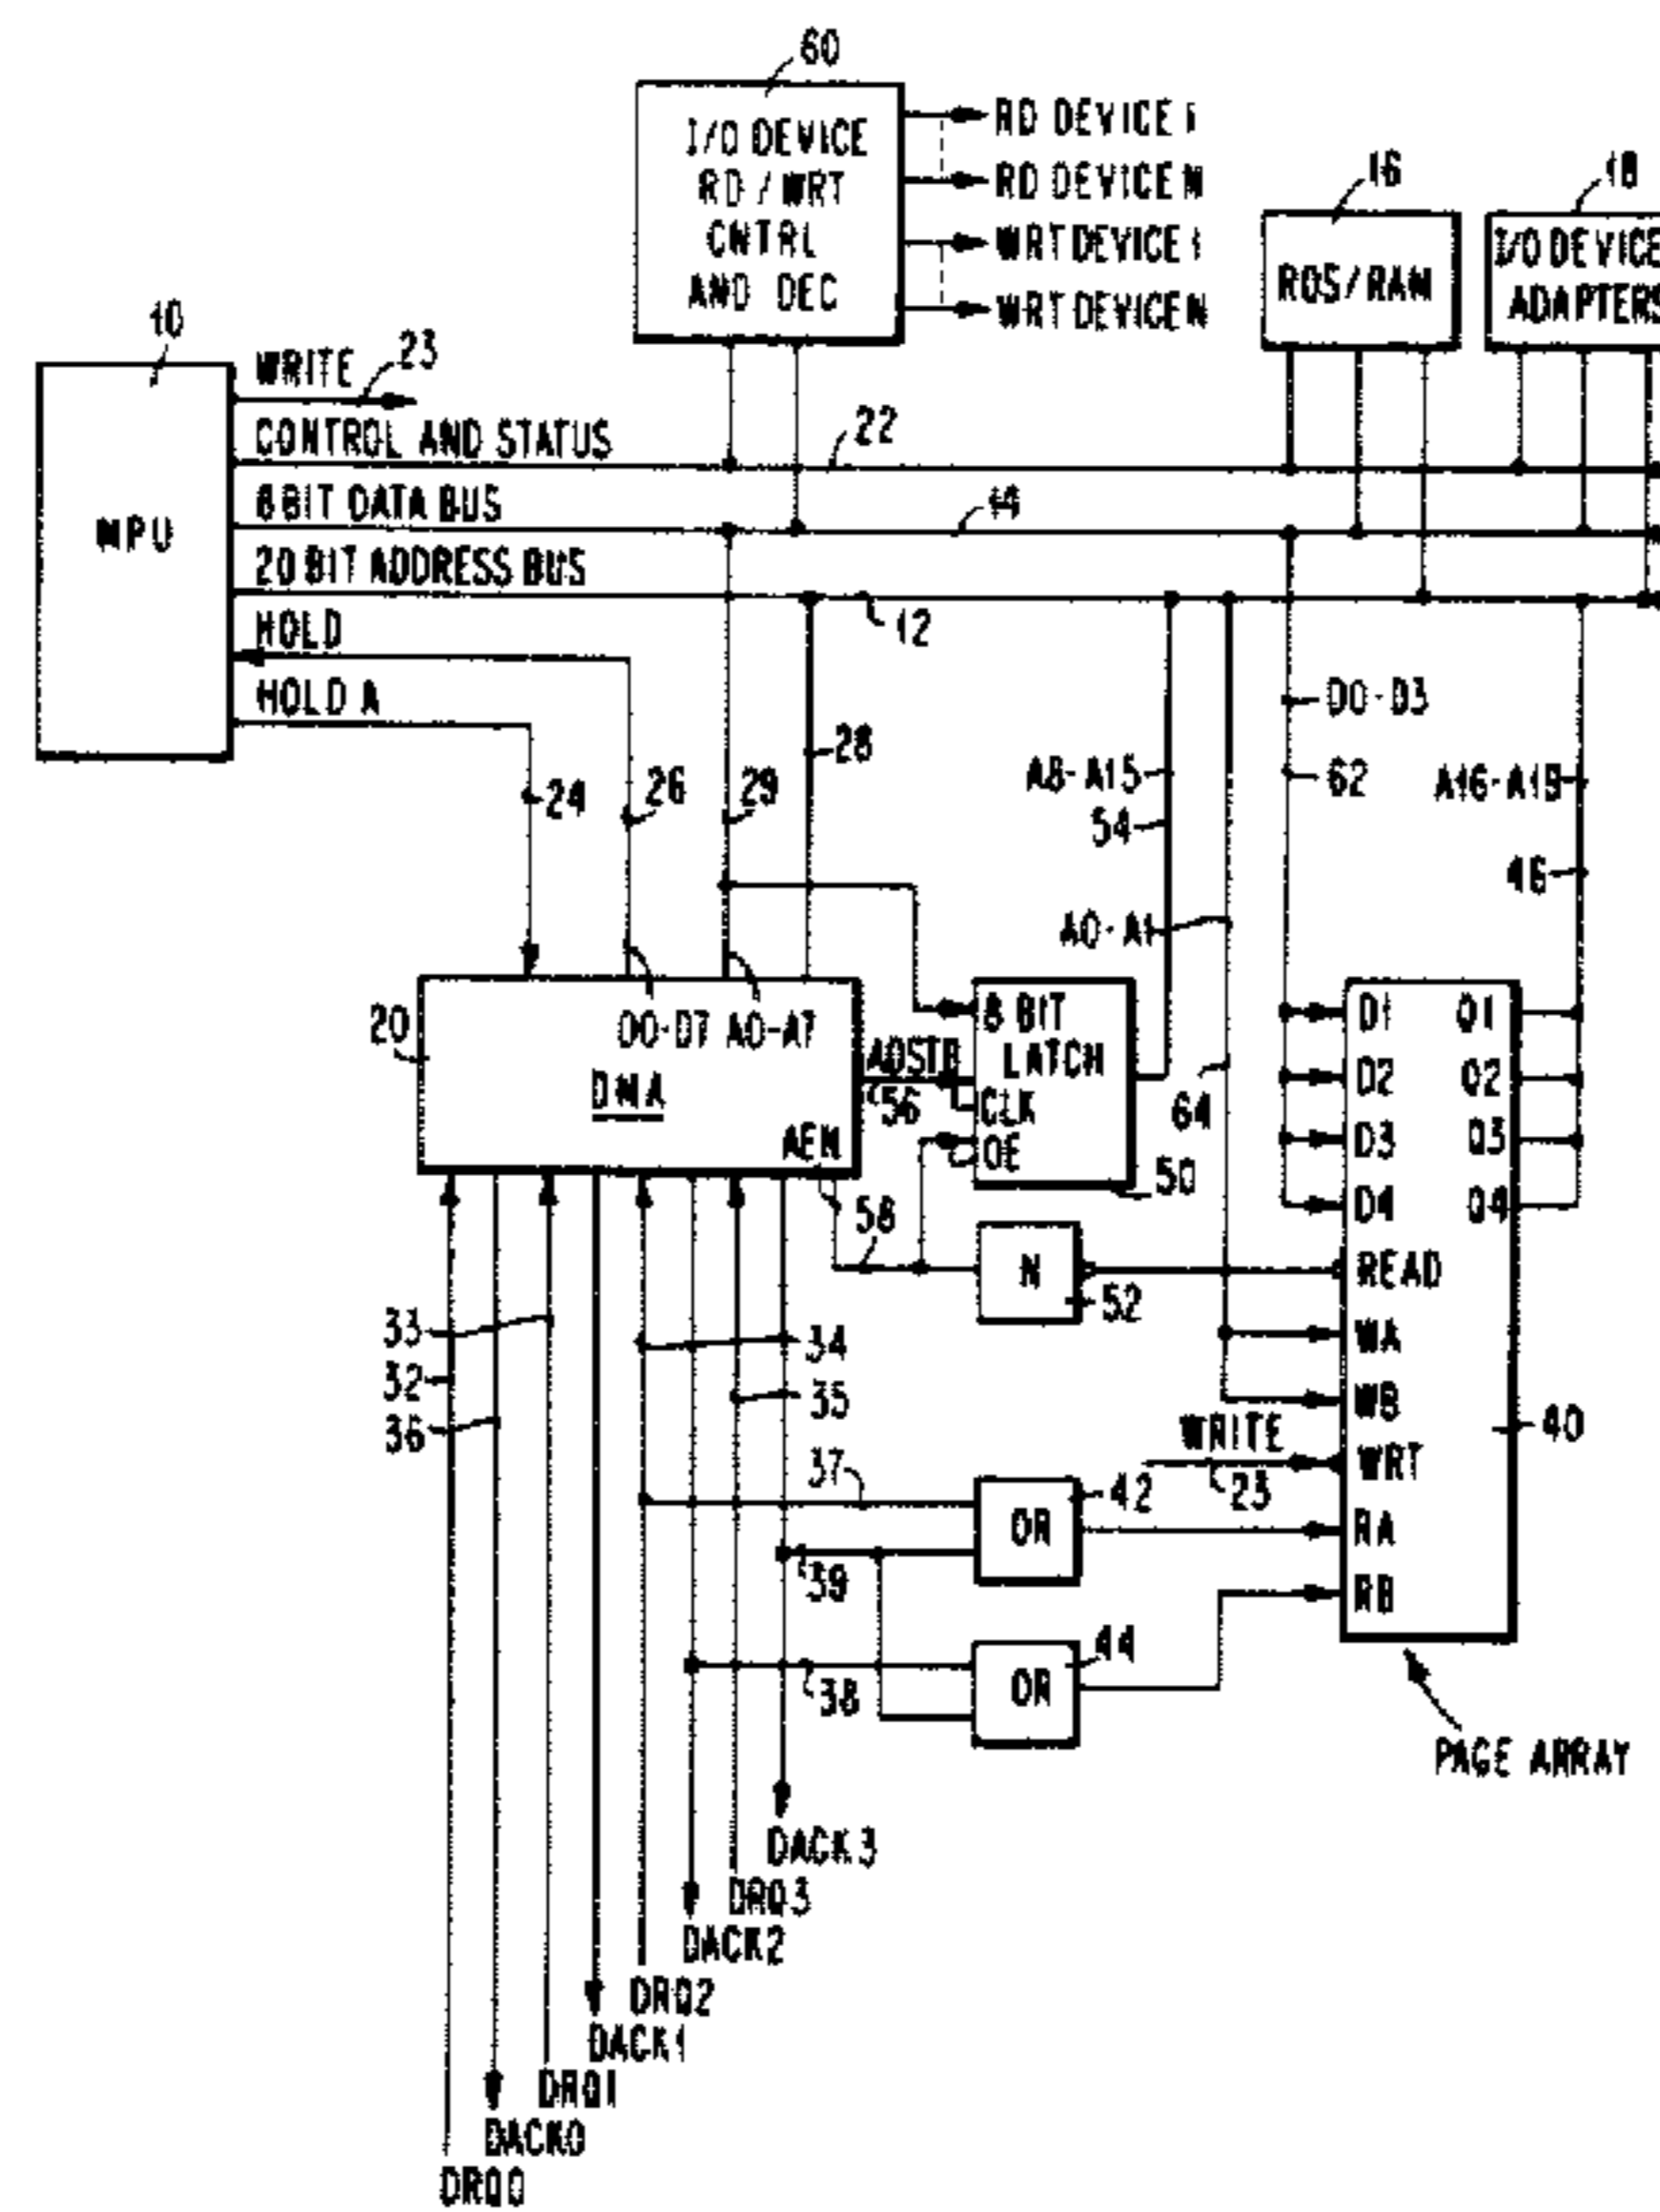 60
I/O DEVICE
RD / WRT
CNTRL
AND DEC
RD DEVICE 1
RD DEVICE N
WRT DEVICE 1
WRT DEVICE N
16
ROS/RAM
18
I/O DEVICE
ADAPTERS
10
MPU
WRITE
23
CONTROL AND STATUS
22
8 BIT DATA BUS
14
20 BIT ADDRESS BUS
12
HOLD
HOLD A
24
26
29
28
A8-A15
54
A0-A1
D0-D3
62
A16-A19
46
64
20
D0-D7 A0-A7
DMA
AEN
ADSTB
56
8 BIT
LATCH
CLK
OE
50
58
N
52
D1
D2
D3
D4
READ
WA
WB
WRT
RA
RB
Q1
Q2
Q3
Q4
40
WRITE
23
33
32
36
34
35
37
39
38
OR
42
OR
44
PAGE ARRAY
DACK3
DRQ3
DACK2
DRQ2
DACK1
DRQ1
DACK0
DRQ0